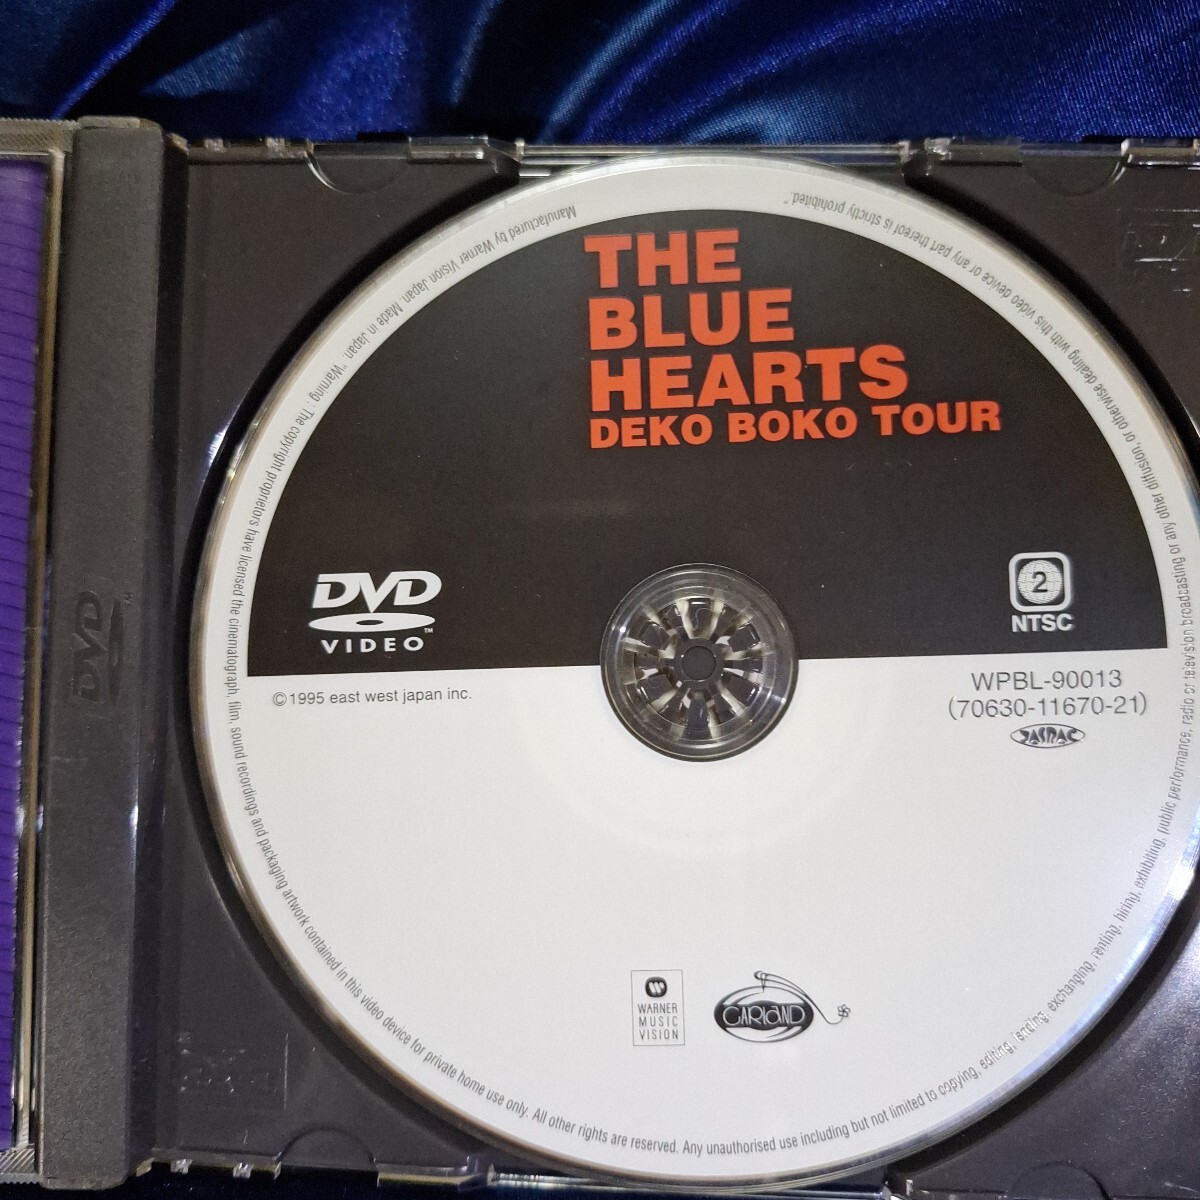 THE
BLUE
HEARTS
DEKO BOKO TOUR
DVD
VIDEO
TM
2
NTSC
©1995 east west japan inc.
WPBL-90013
(70630-11670-21)
JASRAC
WARNER
MUSIC
VISION
GARLAND
Manufactured by Warner Vision Japan. Made in Japan. "Warning : The copyright proprietors have licensed the cinematograph, film, sound recordings and packaging artwork contained in this video device for private home use only. All other rights are reserved. Any unauthorised use including but not limited to copying, editing, lending, exchanging, renting, hiring, exhibiting, public performance, radio or television broadcasting or any other diffusion, or otherwise dealing with this video device or any part thereof is strictly prohibited."
DVD
TM